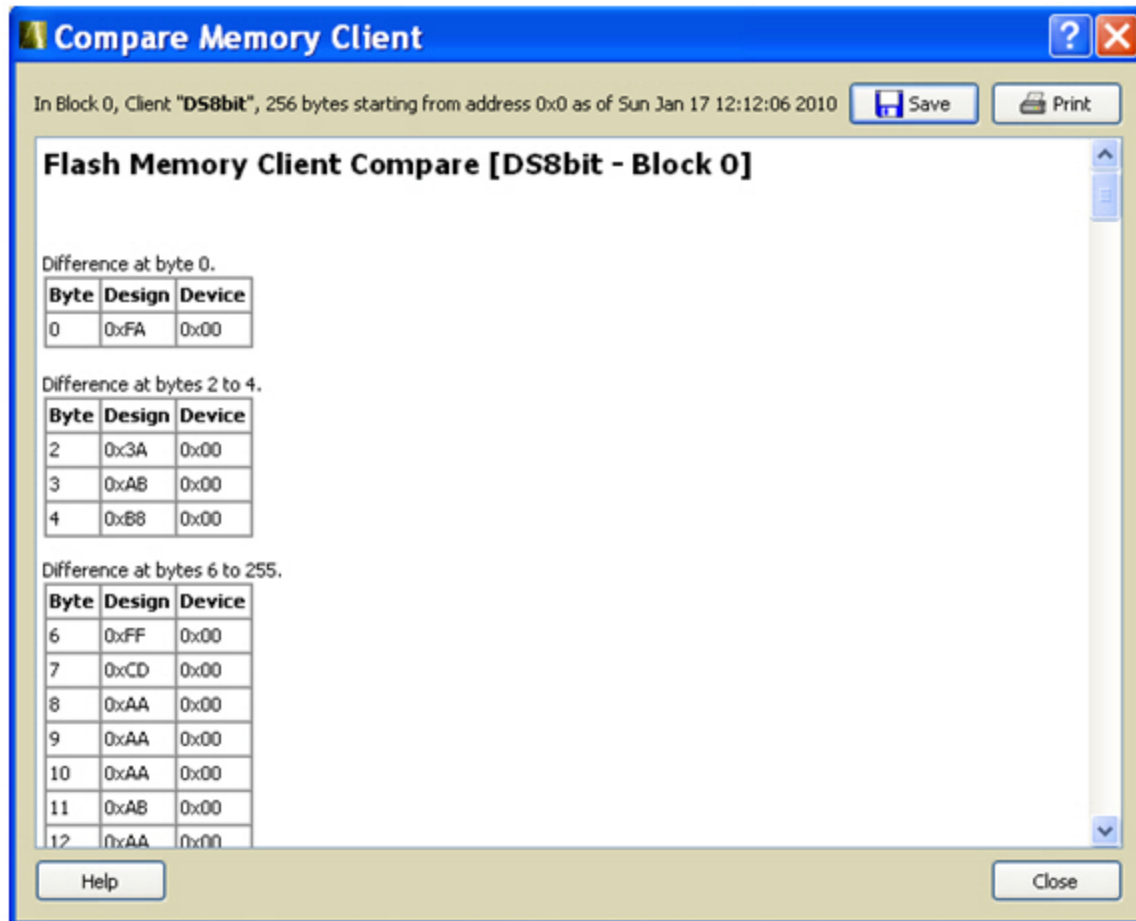 Compare Memory Client
In Block 0, Client "DS8bit", 256 bytes starting from address 0x0 as of Sun Jan 17 12:12:06 2010 Save Print
Flash Memory Client Compare [DS8bit - Block 0]
Difference at byte 0.
Byte Design Device
0 0xFA 0x00
Difference at bytes 2 to 4.
Byte Design Device
2 0x3A 0x00
3 0xAB 0x00
4 0xB8 0x00
Difference at bytes 6 to 255.
Byte Design Device
6 0xFF 0x00
7 0xCD 0x00
8 0xAA 0x00
9 0xAA 0x00
10 0xAA 0x00
11 0xAB 0x00
12 0xAA 0x00
Help Close